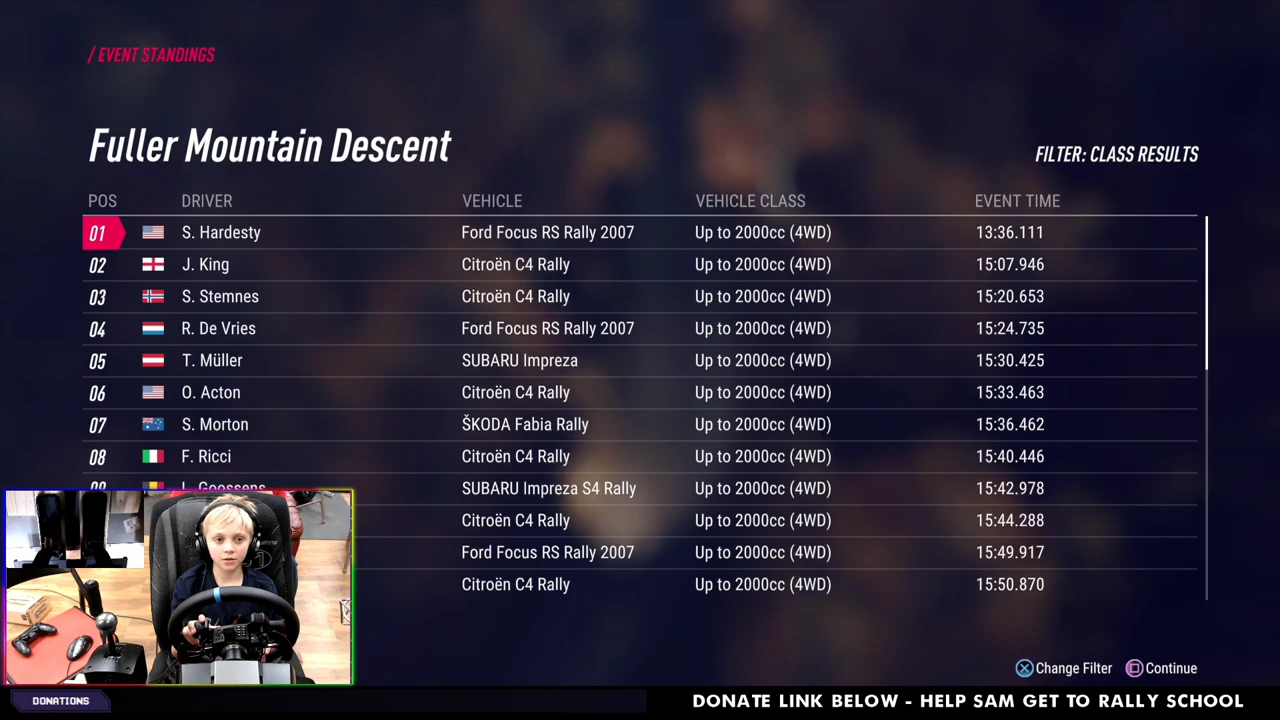 / EVENT STANDINGS
Fuller Mountain Descent
FILTER: CLASS RESULTS
POS DRIVER VEHICLE VEHICLE CLASS EVENT TIME
01 S. Hardesty Ford Focus RS Rally 2007 Up to 2000cc (4WD) 13:36.111
02 J. King Citroën C4 Rally Up to 2000cc (4WD) 15:07.946
03 S. Stemnes Citroën C4 Rally Up to 2000cc (4WD) 15:20.653
04 R. De Vries Ford Focus RS Rally 2007 Up to 2000cc (4WD) 15:24.735
05 T. Müller SUBARU Impreza Up to 2000cc (4WD) 15:30.425
06 O. Acton Citroën C4 Rally Up to 2000cc (4WD) 15:33.463
07 S. Morton ŠKODA Fabia Rally Up to 2000cc (4WD) 15:36.462
08 F. Ricci Citroën C4 Rally Up to 2000cc (4WD) 15:40.446
09 L. Goossens SUBARU Impreza S4 Rally Up to 2000cc (4WD) 15:42.978
Citroën C4 Rally Up to 2000cc (4WD) 15:44.288
Ford Focus RS Rally 2007 Up to 2000cc (4WD) 15:49.917
Citroën C4 Rally Up to 2000cc (4WD) 15:50.870
Change Filter Continue
DONATIONS
DONATE LINK BELOW - HELP SAM GET TO RALLY SCHOOL